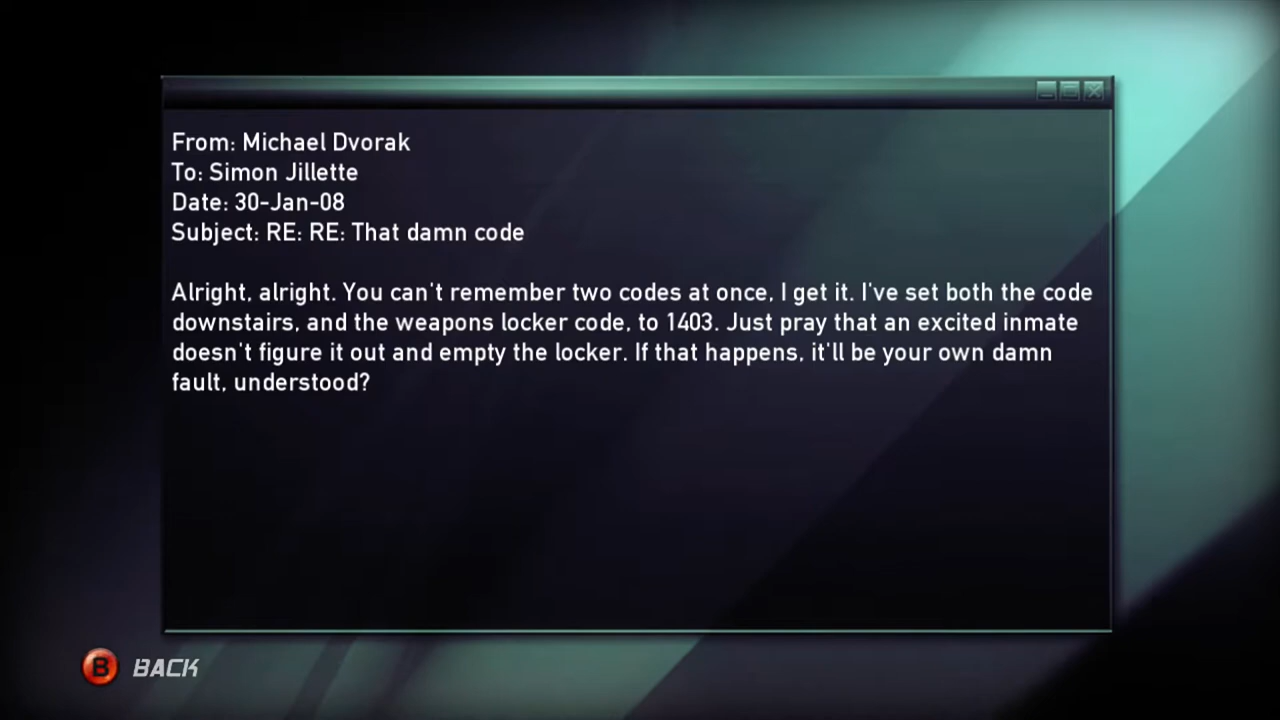 From: Michael Dvorak
To: Simon Jillette
Date: 30-Jan-08
Subject: RE: RE: That damn code
Alright, alright. You can't remember two codes at once, I get it. I've set both the code
downstairs, and the weapons locker code, to 1403. Just pray that an excited inmate
doesn't figure it out and empty the locker. If that happens, it'll be your own damn
fault, understood?
B BACK